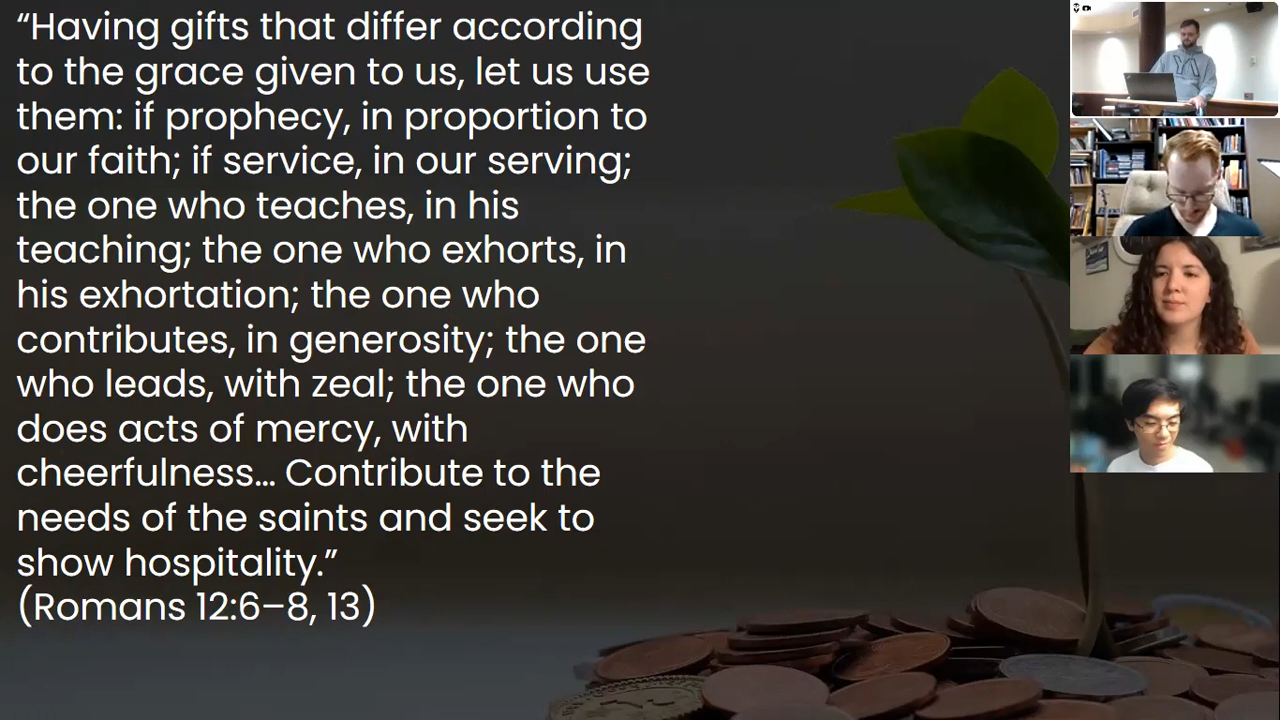 “Having gifts that differ according
to the grace given to us, let us use
them: if prophecy, in proportion to
our faith; if service, in our serving;
the one who teaches, in his
teaching; the one who exhorts, in
his exhortation; the one who
contributes, in generosity; the one
who leads, with zeal; the one who
does acts of mercy, with
cheerfulness… Contribute to the
needs of the saints and seek to
show hospitality.”
(Romans 12:6–8, 13)